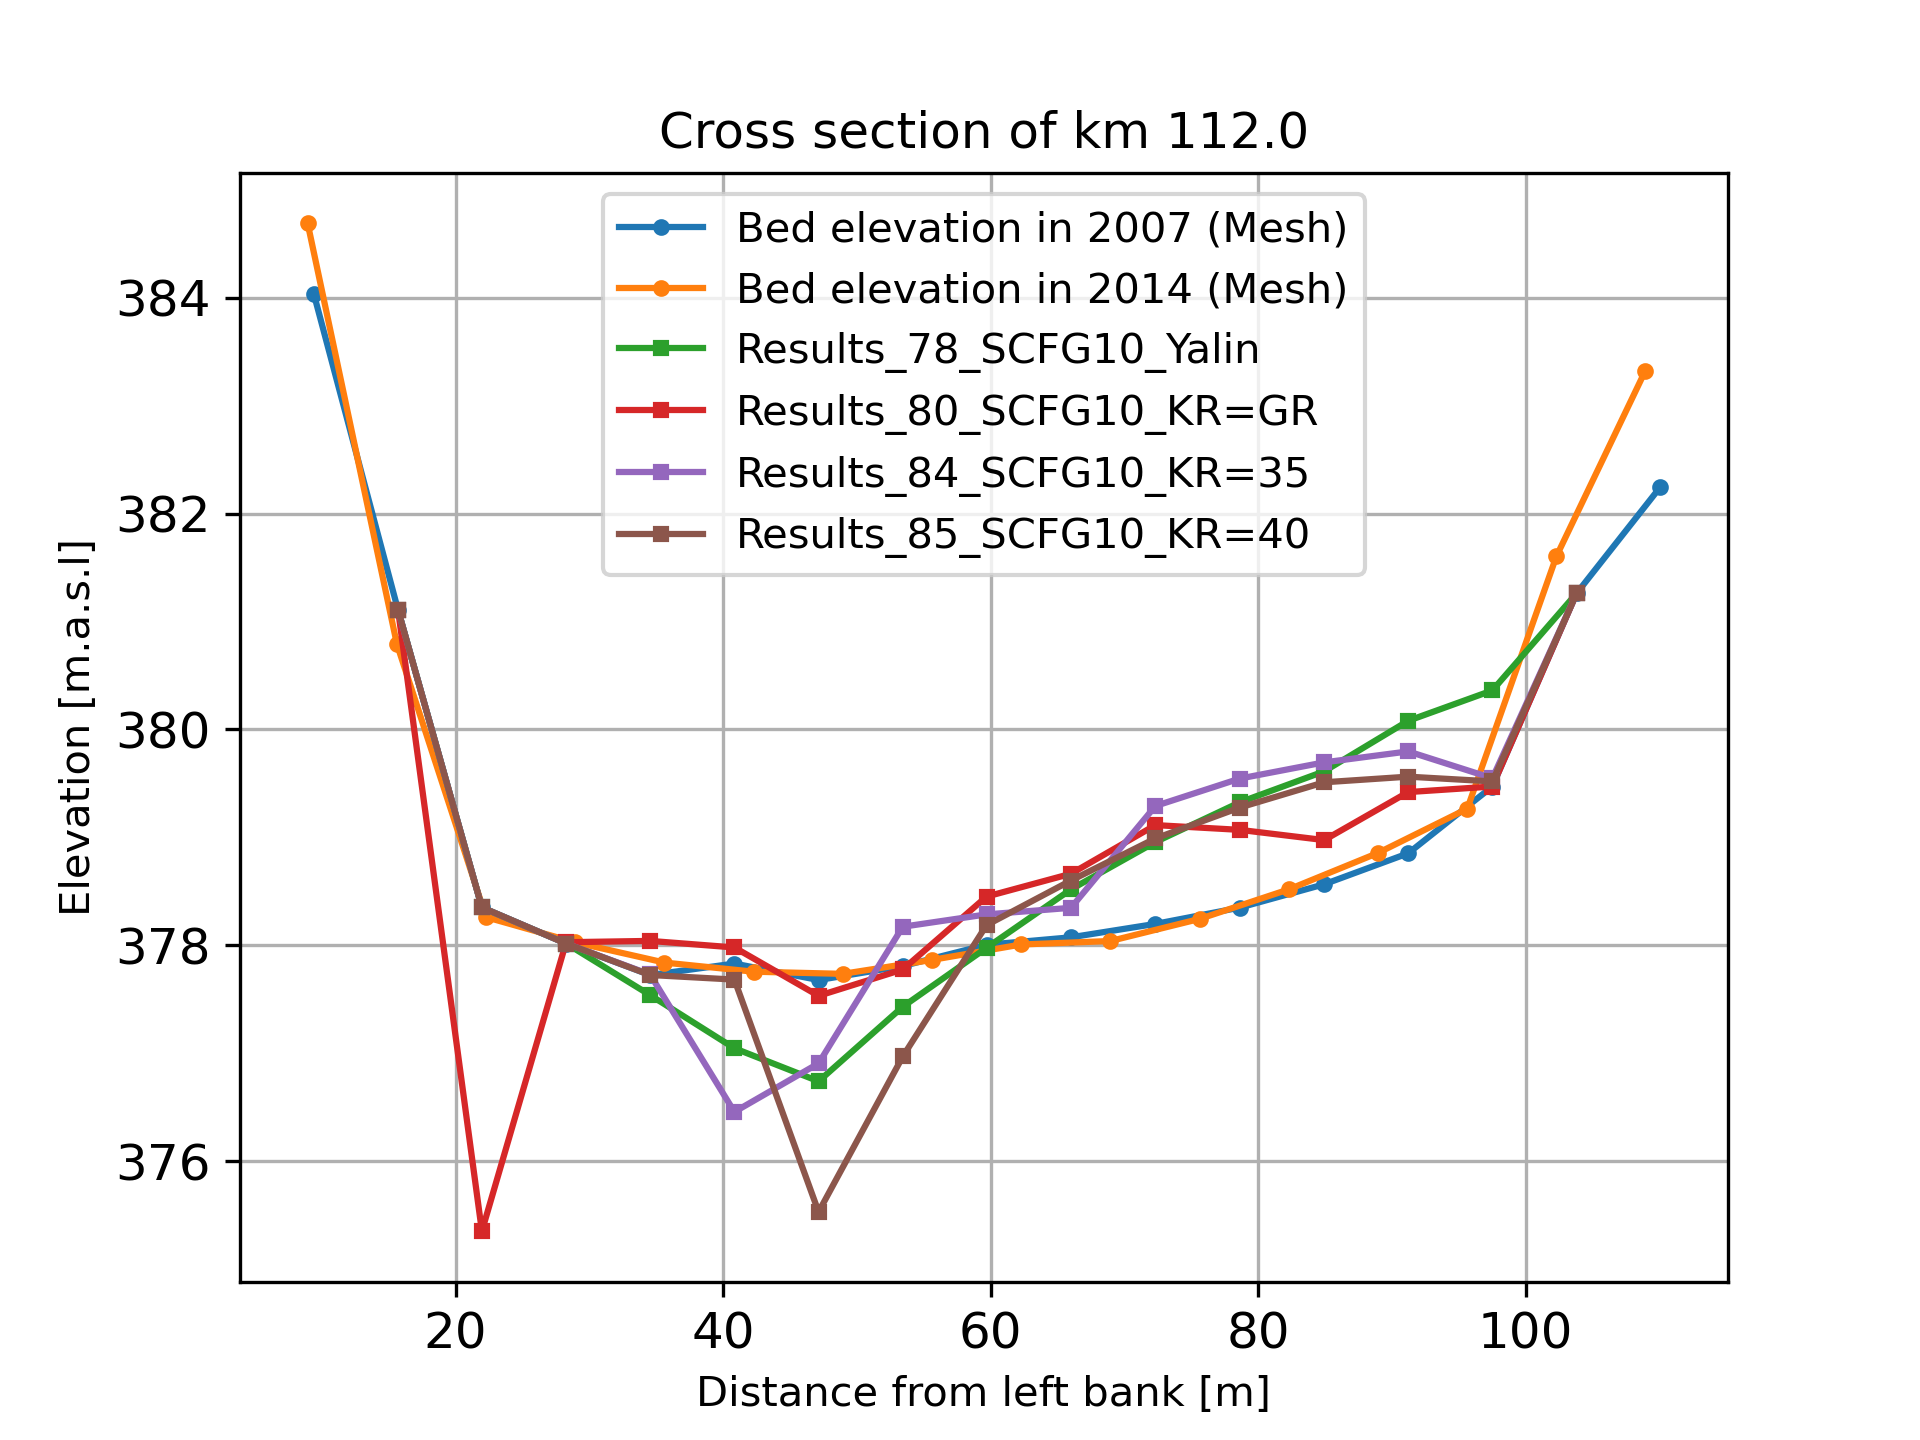 Cross section of km 112.0
Bed elevation in 2007 (Mesh)
Bed elevation in 2014 (Mesh)
Results_78_SCFG10_Yalin
Results_80_SCFG10_KR=GR
Results_84_SCFG10_KR=35
Results_85_SCFG10_KR=40
384
382
380
378
376
Elevation [m.a.s.l]
20 40 60 80 100
Distance from left bank [m]